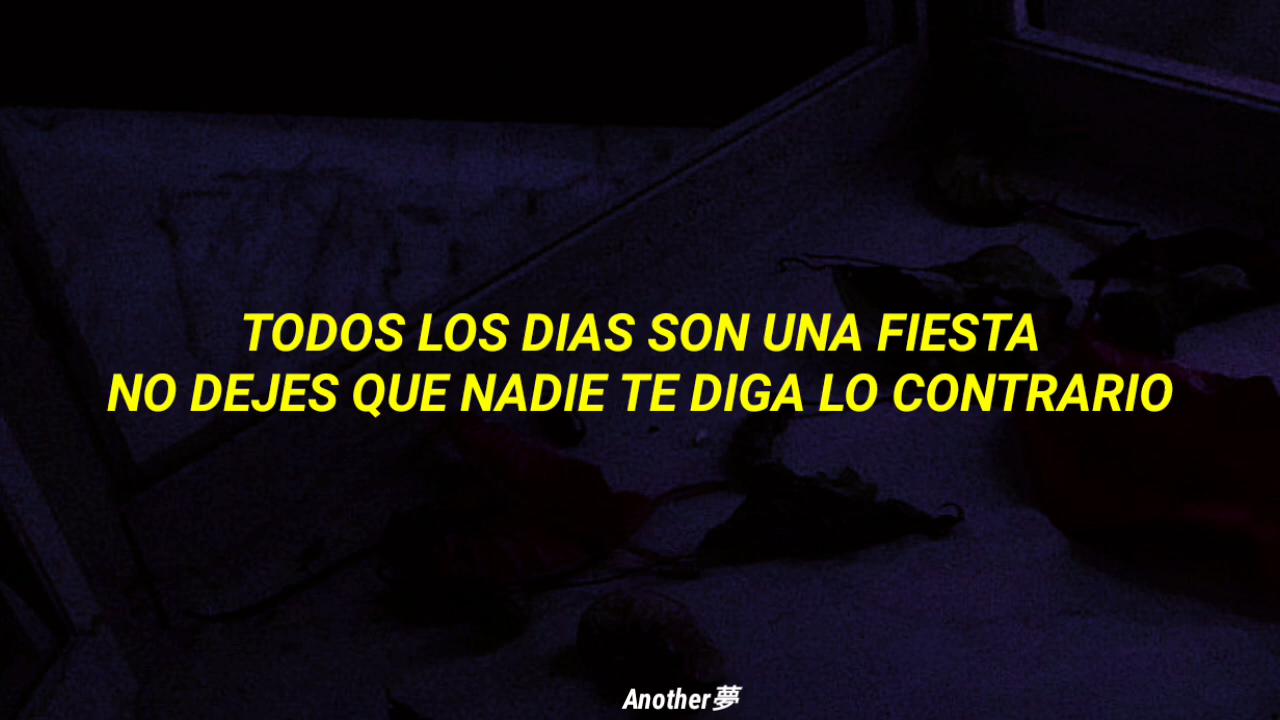 TODOS LOS DIAS SON UNA FIESTA
NO DEJES QUE NADIE TE DIGA LO CONTRARIO
Another夢